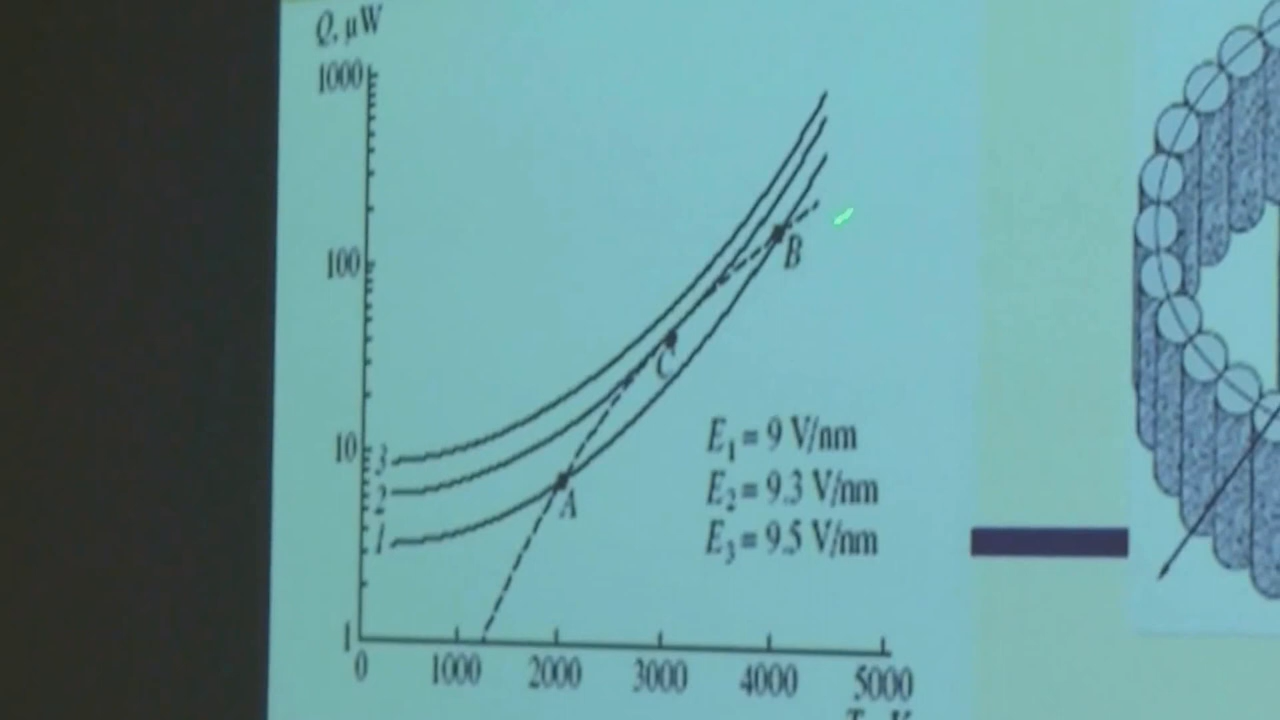 Q, μW
1000
100
B
C
10
E1 = 9 V/nm
3
E2 = 9.3 V/nm
2
A
E3 = 9.5 V/nm
1
1
0 1000 2000 3000 4000 5000